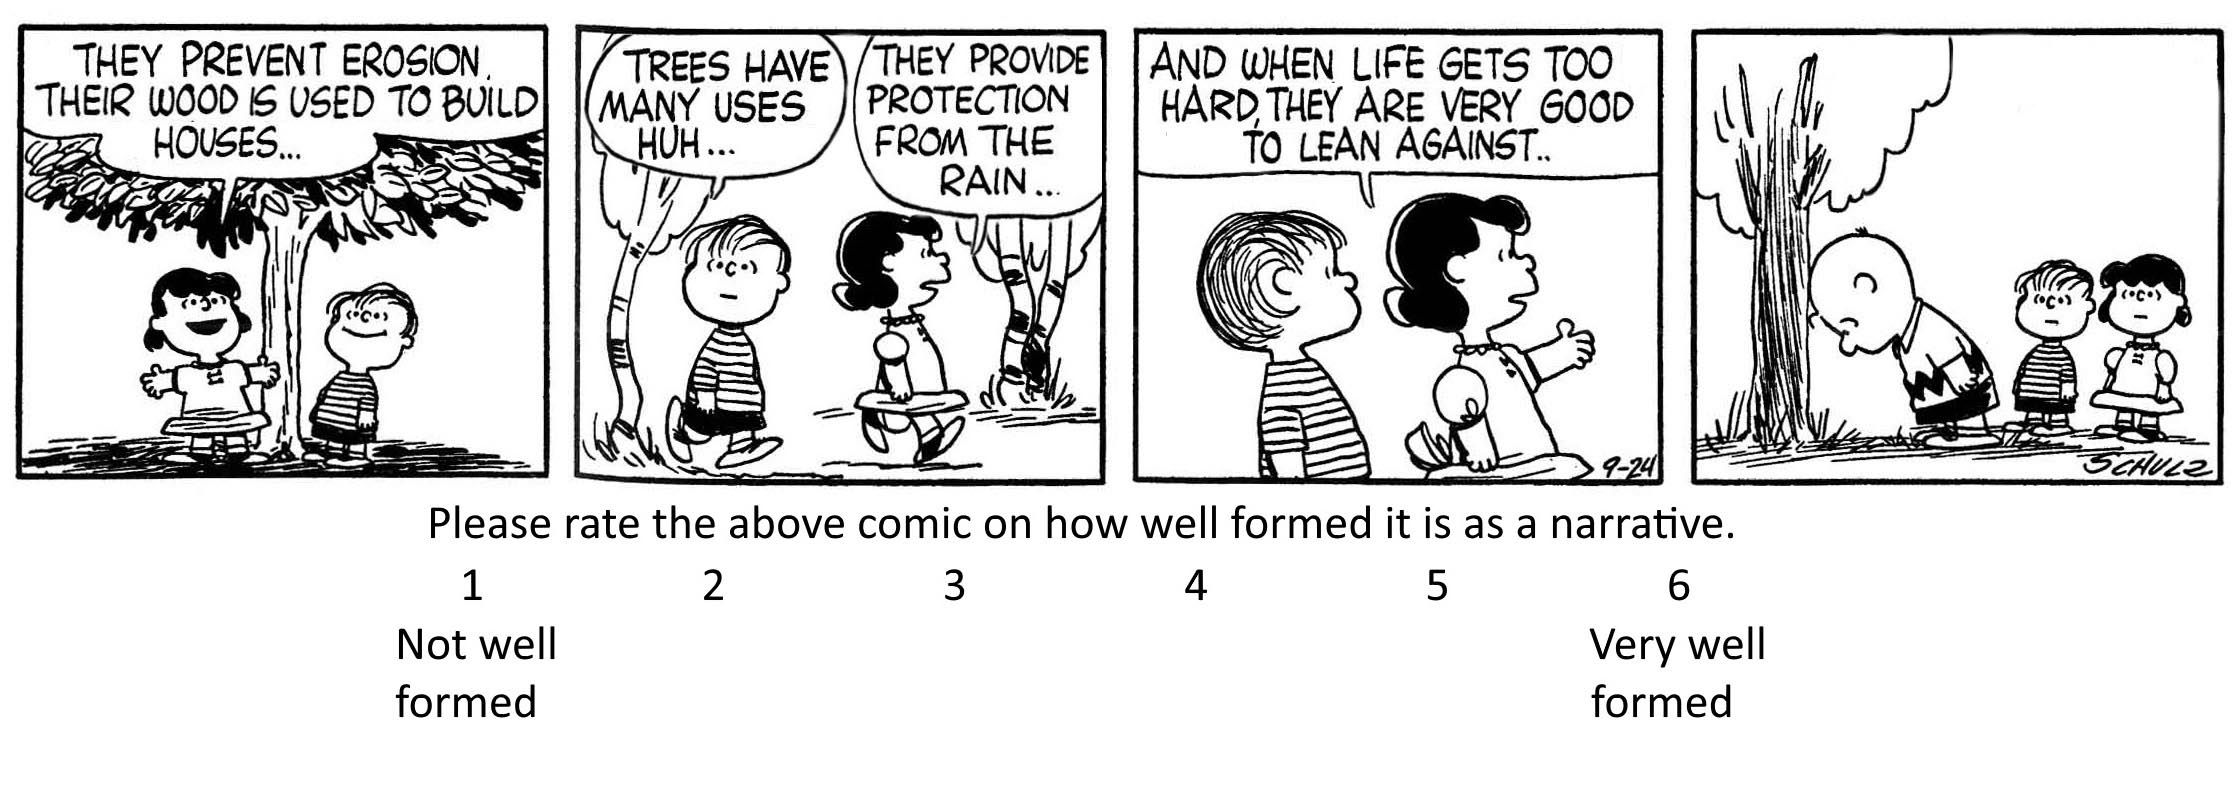 THEY PREVENT EROSION.
THEIR WOOD IS USED TO BUILD
HOUSES...
TREES HAVE
MANY USES
HUH...
THEY PROVIDE
PROTECTION
FROM THE
RAIN...
AND WHEN LIFE GETS TOO
HARD, THEY ARE VERY GOOD
TO LEAN AGAINST..
9-24
SCHULZ
Please rate the above comic on how well formed it is as a narrative.
1 2 3 4 5 6
Not well
formed
Very well
formed